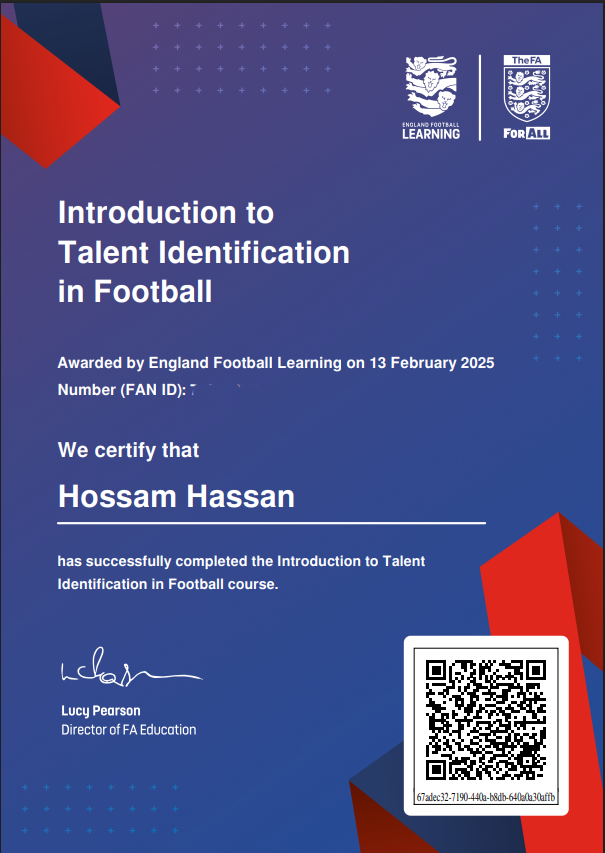 ENGLAND FOOTBALL
LEARNING
The FA
FOR ALL
Introduction to
Talent Identification
in Football
Awarded by England Football Learning on 13 February 2025
Number (FAN ID):
We certify that
Hossam Hassan
has successfully completed the Introduction to Talent
Identification in Football course.
Lucy Pearson
Director of FA Education
67adec32-7190-440a-b8db-640a0a30affb